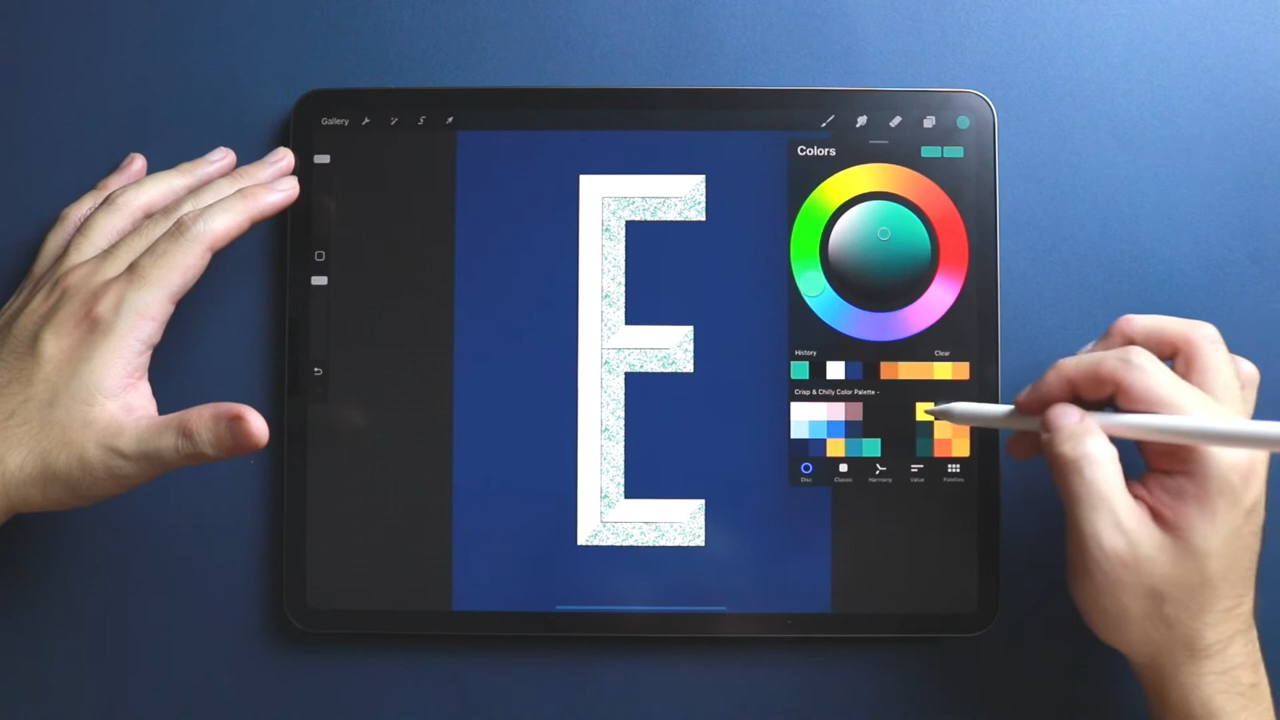 Gallery
Colors
E
History Clear
Crisp & Chilly Color Palette -
Disc Classic Harmony Value Palettes